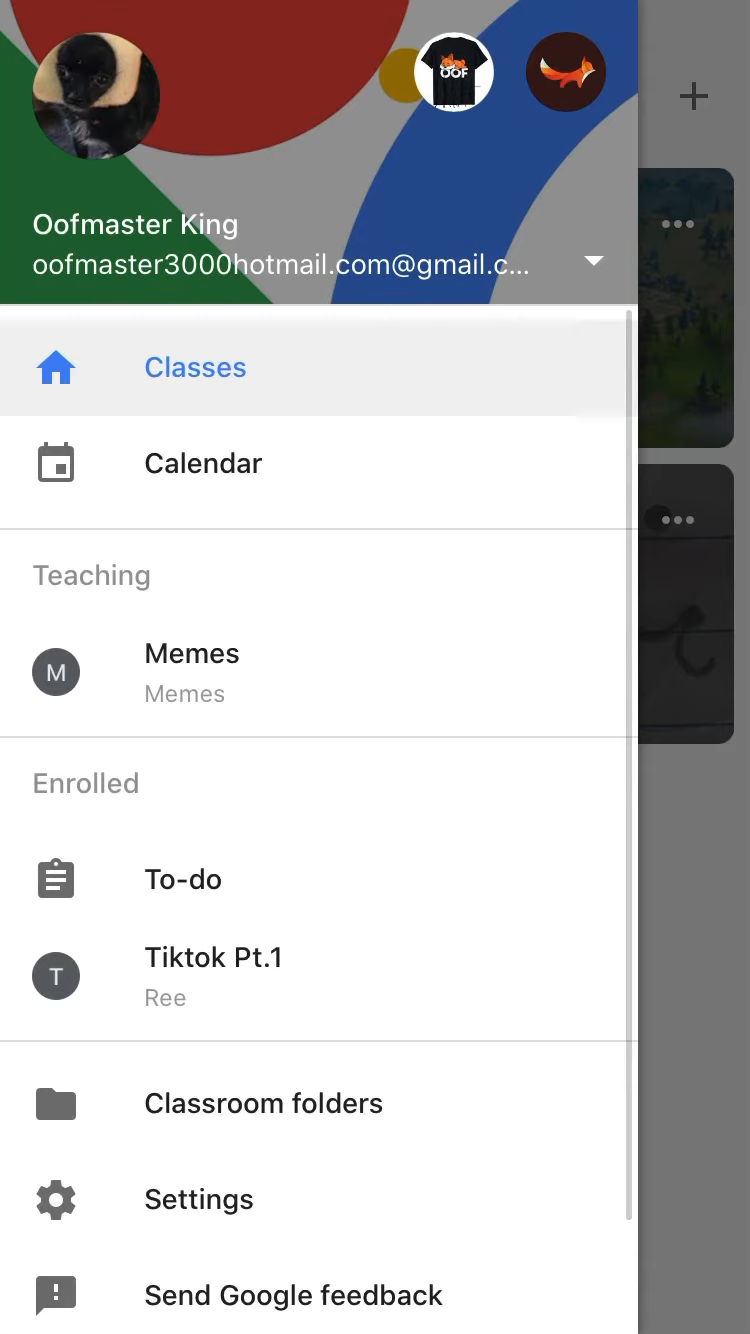 OOF
Oofmaster King
oofmaster3000hotmail.com@gmail.c...
Classes
Calendar
Teaching
M
Memes
Memes
Enrolled
To-do
T
Tiktok Pt.1
Ree
Classroom folders
Settings
Send Google feedback